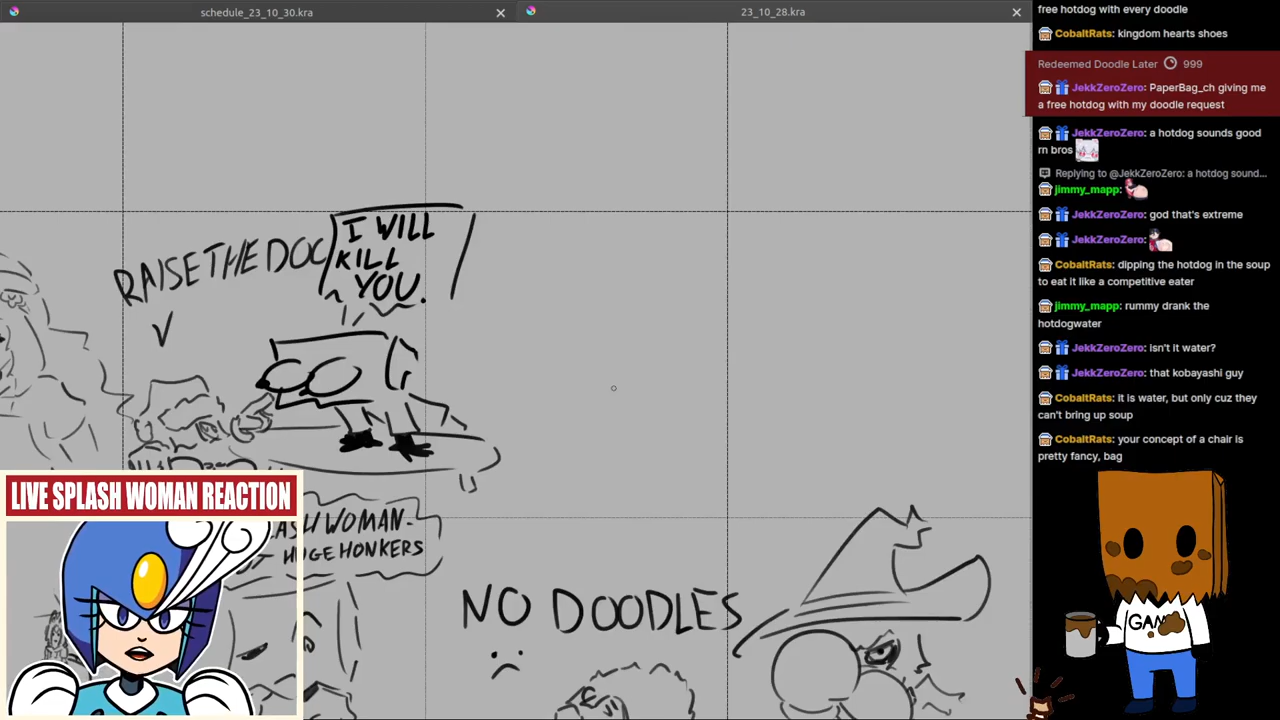 schedule_23_10_30.kra
23_10_28.kra
RAISETHEDOO
I WILL
KILL
YOU.
LIVE SPLASH WOMAN REACTION
ASH WOMAN-
HUGE HONKERS
NO DOODLES
free hotdog with every doodle
CobaltRats: kingdom hearts shoes
Redeemed Doodle Later 999
JekkZeroZero: PaperBag_ch giving me
a free hotdog with my doodle request
JekkZeroZero: a hotdog sounds good
rn bros
Replying to @JekkZeroZero: a hotdog sound...
jimmy_mapp:
JekkZeroZero: god that's extreme
JekkZeroZero:
CobaltRats: dipping the hotdog in the soup
to eat it like a competitive eater
jimmy_mapp: rummy drank the
hotdogwater
JekkZeroZero: isn't it water?
JekkZeroZero: that kobayashi guy
CobaltRats: it is water, but only cuz they
can't bring up soup
CobaltRats: your concept of a chair is
pretty fancy, bag
GAM